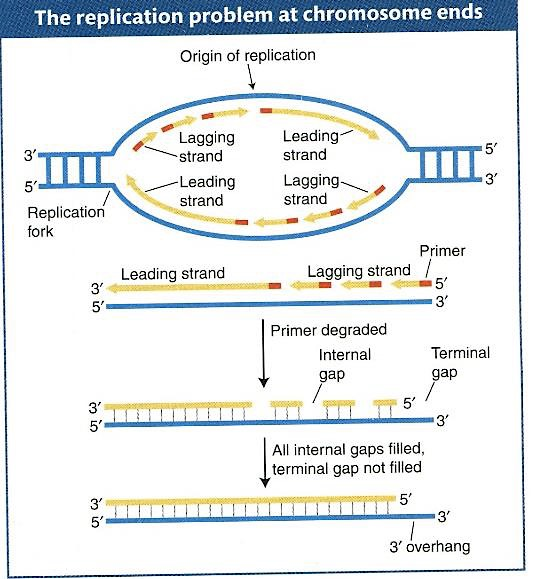 The replication problem at chromosome ends
Origin of replication
Lagging
strand
Leading
strand
3′
5′
5′
3′
Leading
strand
Lagging
strand
Replication
fork
Primer
Leading strand
Lagging strand
3′
5′
5′
3′
Primer degraded
Internal
gap
Terminal
gap
3′
5′
5′
3′
All internal gaps filled,
terminal gap not filled
3′
5′
5′
3′
3′ overhang